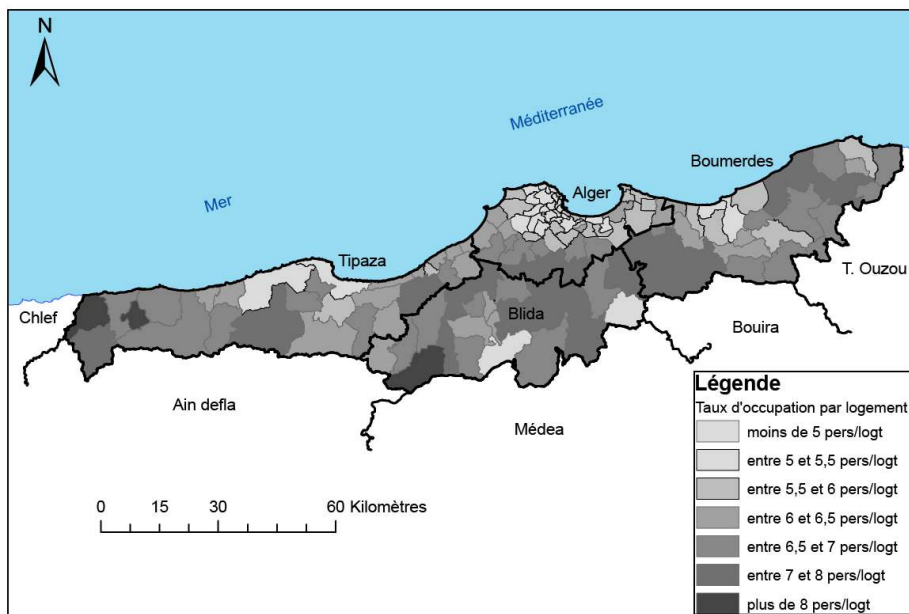 N
Méditerranée
Boumerdes
Alger
Mer
Tipaza
T. Ouzou
Chlef
Blida
Bouira
Ain defla
Médea
0 15 30 60 Kilomètres
Légende
Taux d'occupation par logement
moins de 5 pers/logt
entre 5 et 5,5 pers/logt
entre 5,5 et 6 pers/logt
entre 6 et 6,5 pers/logt
entre 6,5 et 7 pers/logt
entre 7 et 8 pers/logt
plus de 8 pers/logt